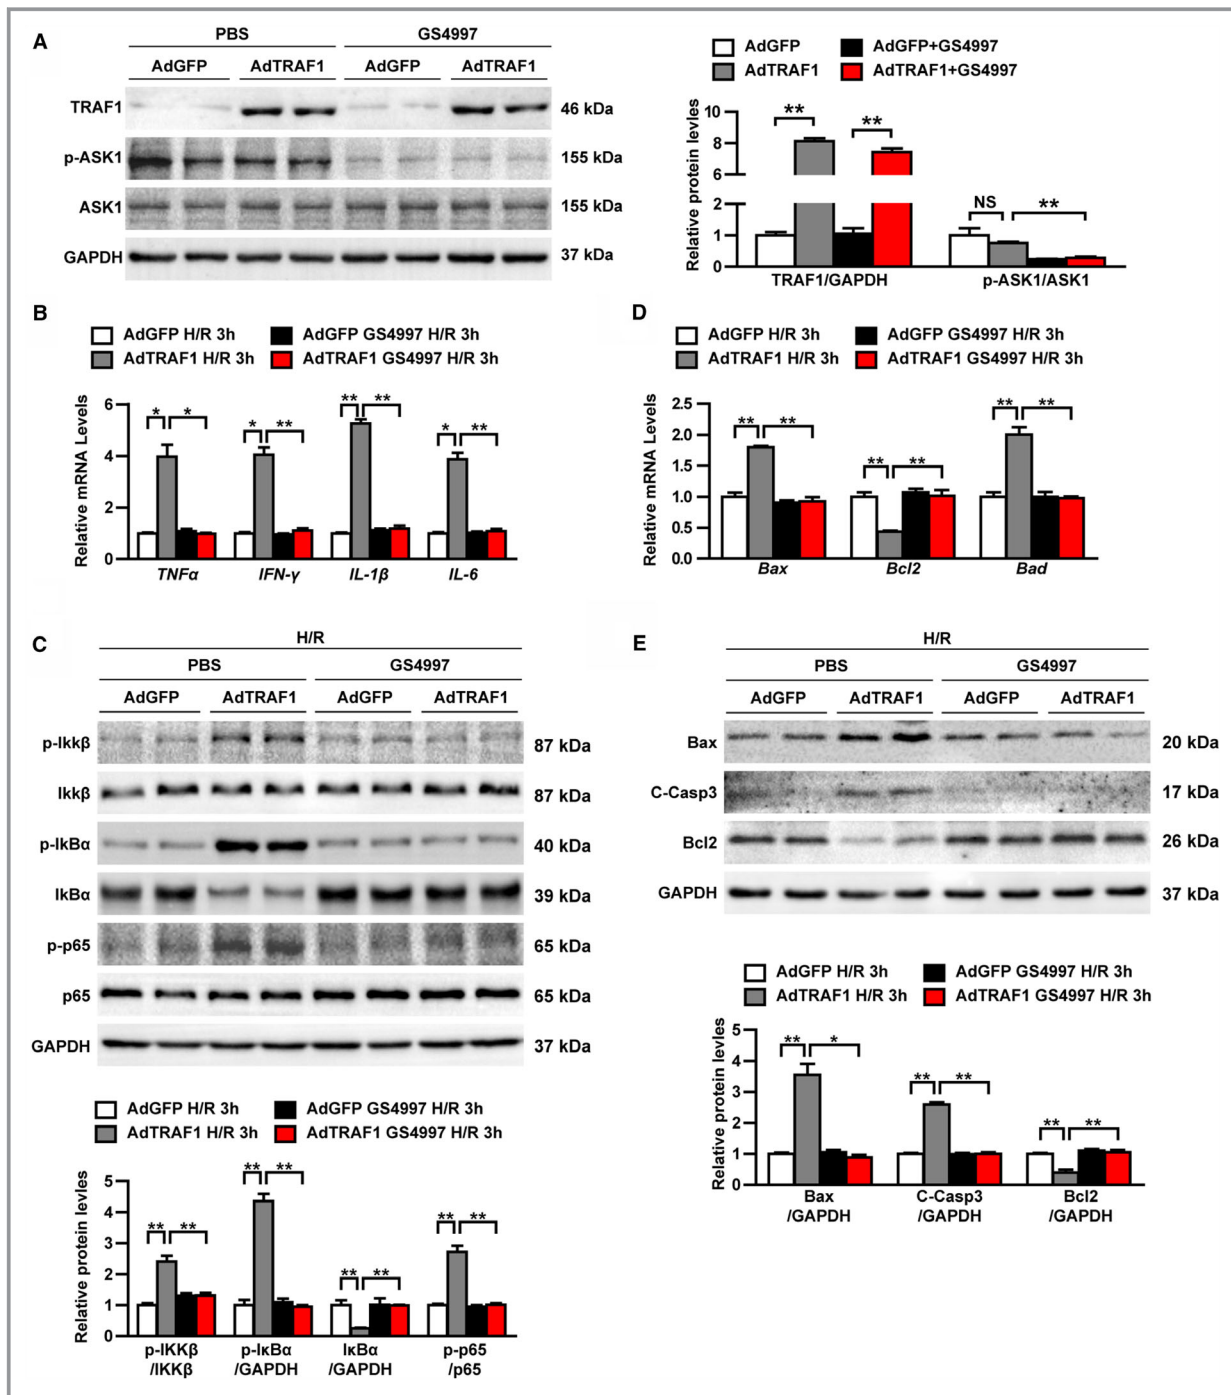 A
PBS
GS4997
AdGFP
AdTRAF1
AdGFP
AdTRAF1
TRAF1
46 kDa
p-ASK1
155 kDa
ASK1
155 kDa
GAPDH
37 kDa
AdGFP
AdGFP+GS4997
AdTRAF1
AdTRAF1+GS4997
Relative protein levles
10
8
6
2
1
0
**
**
NS
**
TRAF1/GAPDH
p-ASK1/ASK1
B
AdGFP H/R 3h
AdGFP GS4997 H/R 3h
AdTRAF1 H/R 3h
AdTRAF1 GS4997 H/R 3h
Relative mRNA Levels
6
4
2
0
*
*
*
**
**
**
*
**
TNFα
IFN-γ
IL-1β
IL-6
D
AdGFP H/R 3h
AdGFP GS4997 H/R 3h
AdTRAF1 H/R 3h
AdTRAF1 GS4997 H/R 3h
Relative mRNA Levels
2.5
2.0
1.5
1.0
0.5
0.0
**
**
**
**
**
**
Bax
Bcl2
Bad
C
H/R
PBS
GS4997
AdGFP
AdTRAF1
AdGFP
AdTRAF1
p-Ikkβ
87 kDa
Ikkβ
87 kDa
p-IkBα
40 kDa
IkBα
39 kDa
p-p65
65 kDa
p65
65 kDa
GAPDH
37 kDa
AdGFP H/R 3h
AdGFP GS4997 H/R 3h
AdTRAF1 H/R 3h
AdTRAF1 GS4997 H/R 3h
Relative protein levles
5
4
3
2
1
0
**
**
**
**
**
**
**
**
p-IKKβ
/IKKβ
p-IκBα
/GAPDH
IκBα
/GAPDH
p-p65
/p65
E
H/R
PBS
GS4997
AdGFP
AdTRAF1
AdGFP
AdTRAF1
Bax
20 kDa
C-Casp3
17 kDa
Bcl2
26 kDa
GAPDH
37 kDa
AdGFP H/R 3h
AdGFP GS4997 H/R 3h
AdTRAF1 H/R 3h
AdTRAF1 GS4997 H/R 3h
Relative protein levles
5
4
3
2
1
0
**
*
**
**
**
**
Bax
/GAPDH
C-Casp3
/GAPDH
Bcl2
/GAPDH